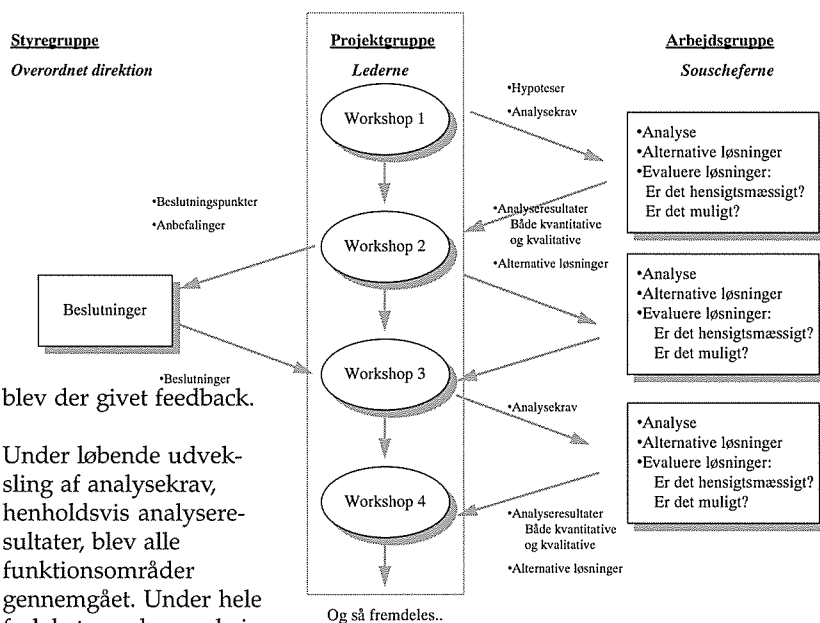 Styregruppe
Overordnet direktion
Projektgruppe
Lederne
Arbejdsgruppe
Souscheferne
Workshop 1
•Hypoteser
•Analysekrav
•Analyse
•Alternative løsninger
•Evaluere løsninger:
Er det hensigtsmæssigt?
Er det muligt?
•Beslutningspunkter
•Anbefalinger
Workshop 2
•Analyseresultater
Både kvantitative
og kvalitative
•Alternative løsninger
Beslutninger
•Analyse
•Alternative løsninger
•Evaluere løsninger:
Er det hensigtsmæssigt?
Er det muligt?
•Beslutninger
Workshop 3
•Analysekrav
•Analyse
•Alternative løsninger
•Evaluere løsninger:
Er det hensigtsmæssigt?
Er det muligt?
Workshop 4
•Analyseresultater
Både kvantitative
og kvalitative
•Alternative løsninger
Og så fremdeles..
blev der givet feedback.
Under løbende udvek-
sling af analysekrav,
henholdsvis analysere-
sultater, blev alle
funktionsområder
gennemgået. Under hele